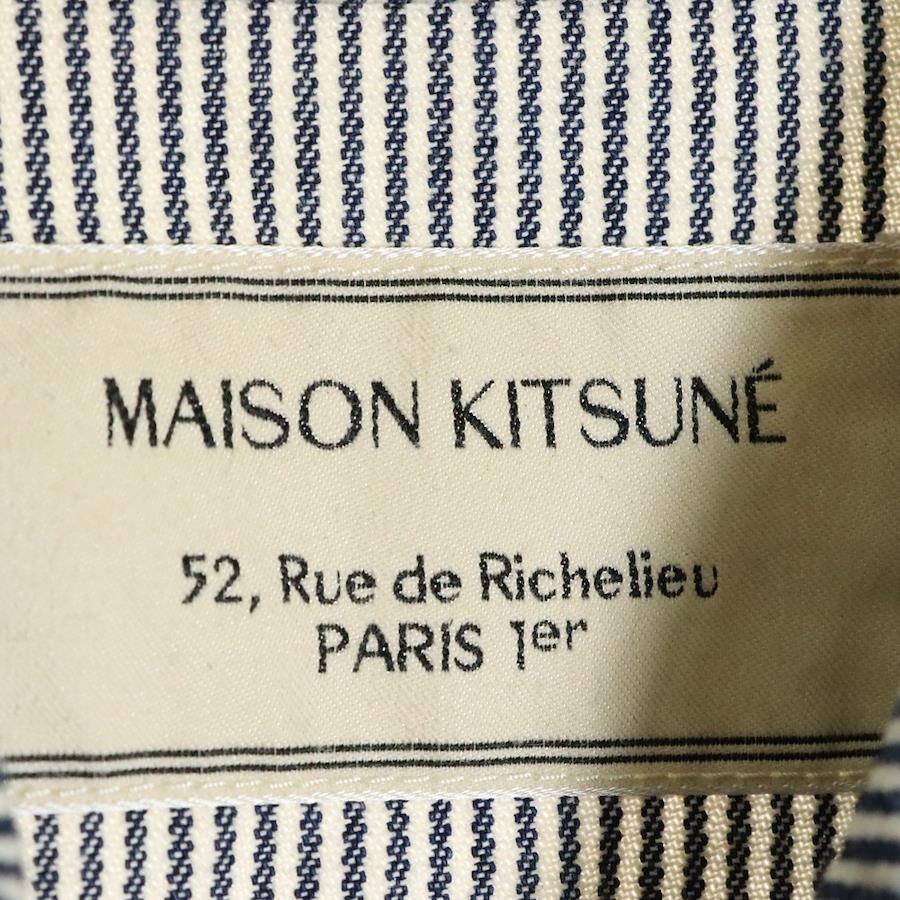 MAISON KITSUNÉ
52, Rue de Richelieu
PARIS 1er